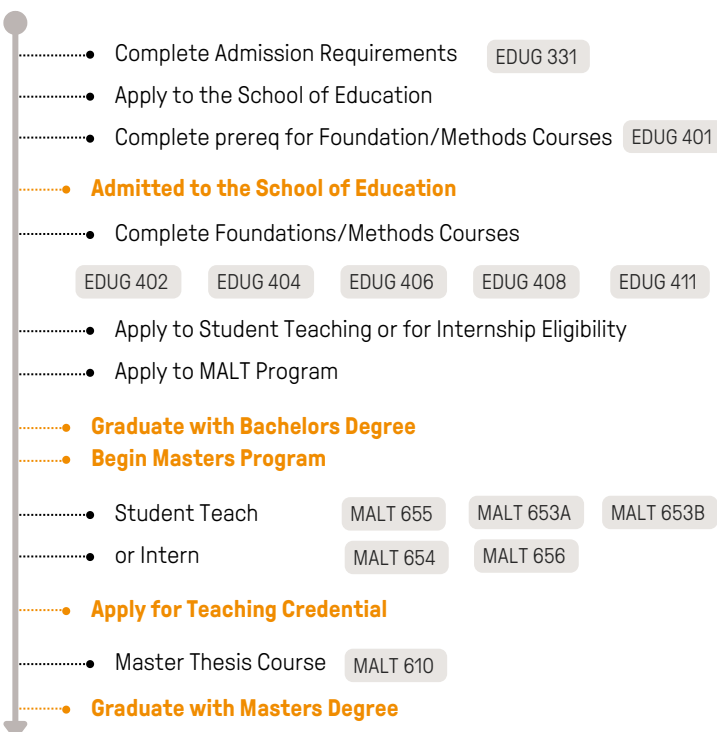 Complete Admission Requirements EDUG 331
Apply to the School of Education
Complete prereq for Foundation/Methods Courses EDUG 401
Admitted to the School of Education
Complete Foundations/Methods Courses
EDUG 402 EDUG 404 EDUG 406 EDUG 408 EDUG 411
Apply to Student Teaching or for Internship Eligibility
Apply to MALT Program
Graduate with Bachelors Degree
Begin Masters Program
Student Teach MALT 655 MALT 653A MALT 653B
or Intern MALT 654 MALT 656
Apply for Teaching Credential
Master Thesis Course MALT 610
Graduate with Masters Degree